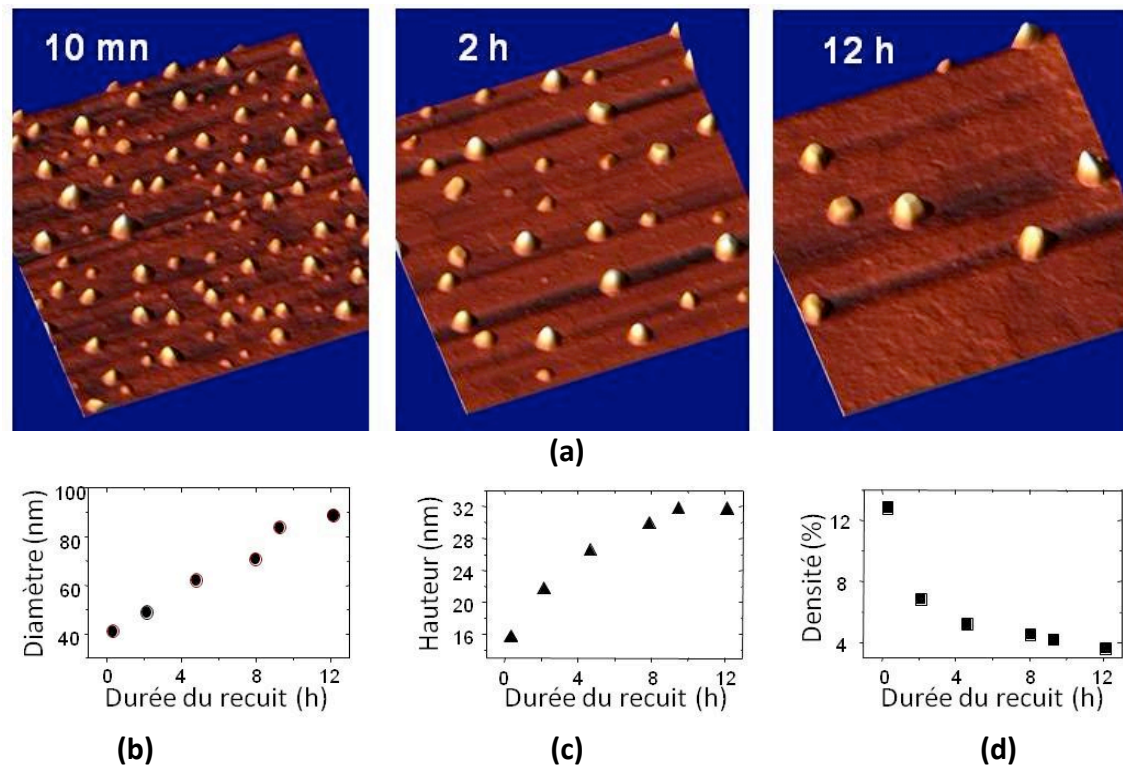 10 mn
2 h
12 h
(a)
Diamètre (nm)
100
80
60
40
0 4 8 12
Durée du recuit (h)
(b)
Hauteur (nm)
32
28
24
20
16
0 4 8 12
Durée du recuit (h)
(c)
Densité (%)
12
8
4
0 4 8 12
Durée du recuit (h)
(d)